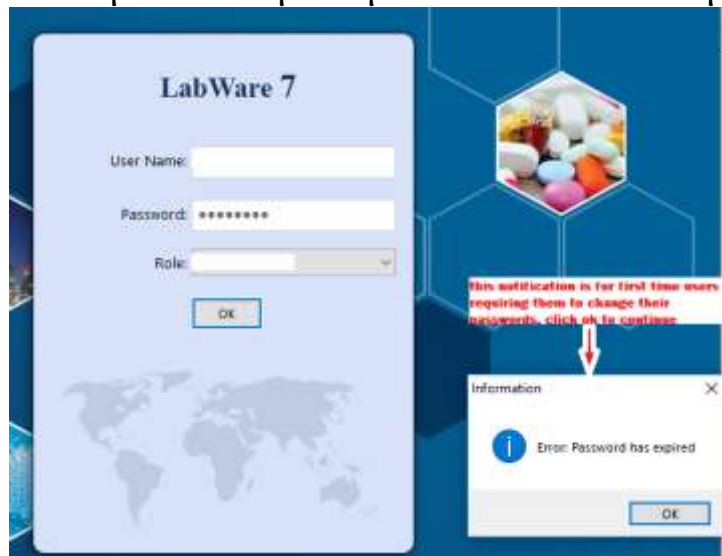 LabWare 7
User Name:
Password: ********
Role:
OK
this notification is for first time users
requiring them to change their
passwords, click ok to continue
Information
Error: Password has expired
OK